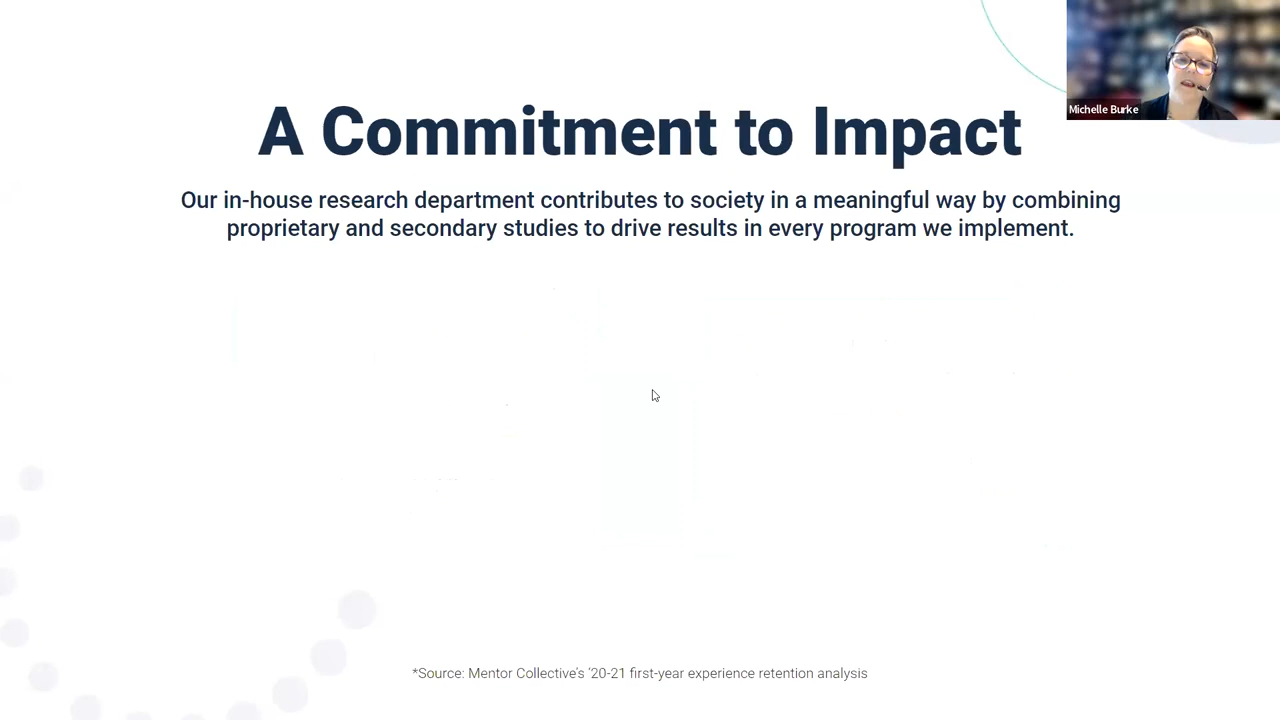 Michelle Burke
A Commitment to Impact
Our in-house research department contributes to society in a meaningful way by combining
proprietary and secondary studies to drive results in every program we implement.
*Source: Mentor Collective's '20-21 first-year experience retention analysis